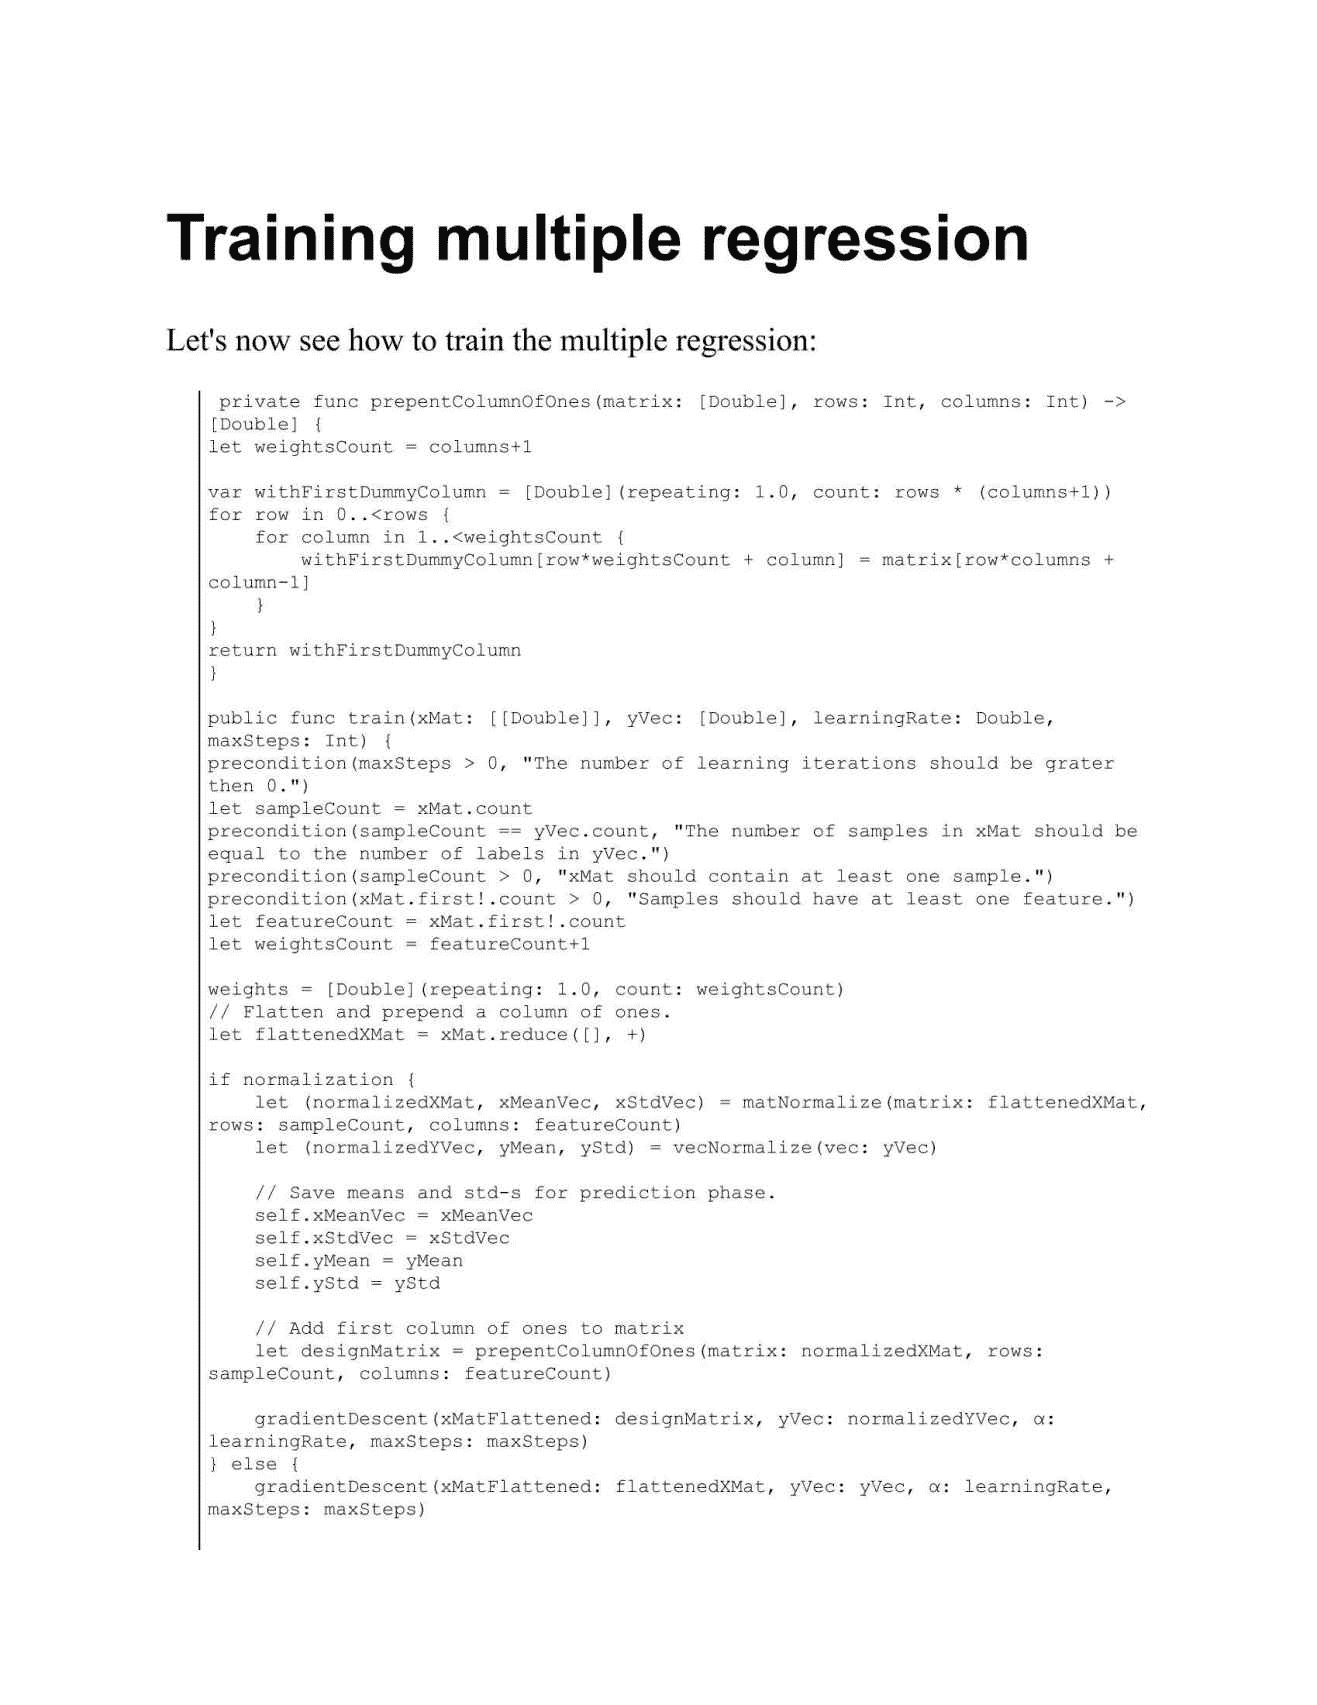 Training multiple regression
Let's now see how to train the multiple regression:
private func prepentColumnOfOnes(matrix: [Double], rows: Int, columns: Int) ->
[Double] {
let weightsCount = columns+1
var withFirstDummyColumn = [Double](repeating: 1.0, count: rows * (columns+1))
for row in 0..<rows {
    for column in 1..<weightsCount {
        withFirstDummyColumn[row*weightsCount + column] = matrix[row*columns +
column-1]
    }
}
return withFirstDummyColumn
}
public func train(xMat: [[Double]], yVec: [Double], learningRate: Double,
maxSteps: Int) {
precondition(maxSteps > 0, "The number of learning iterations should be grater
then 0.")
let sampleCount = xMat.count
precondition(sampleCount == yVec.count, "The number of samples in xMat should be
equal to the number of labels in yVec.")
precondition(sampleCount > 0, "xMat should contain at least one sample.")
precondition(xMat.first!.count > 0, "Samples should have at least one feature.")
let featureCount = xMat.first!.count
let weightsCount = featureCount+1
weights = [Double](repeating: 1.0, count: weightsCount)
// Flatten and prepend a column of ones.
let flattenedXMat = xMat.reduce([], +)
if normalization {
    let (normalizedXMat, xMeanVec, xStdVec) = matNormalize(matrix: flattenedXMat,
rows: sampleCount, columns: featureCount)
    let (normalizedYVec, yMean, yStd) = vecNormalize(vec: yVec)
    // Save means and std-s for prediction phase.
    self.xMeanVec = xMeanVec
    self.xStdVec = xStdVec
    self.yMean = yMean
    self.yStd = yStd
    // Add first column of ones to matrix
    let designMatrix = prepentColumnOfOnes(matrix: normalizedXMat, rows:
sampleCount, columns: featureCount)
    gradientDescent(xMatFlattened: designMatrix, yVec: normalizedYVec, α:
learningRate, maxSteps: maxSteps)
} else {
    gradientDescent(xMatFlattened: flattenedXMat, yVec: yVec, α: learningRate,
maxSteps: maxSteps)